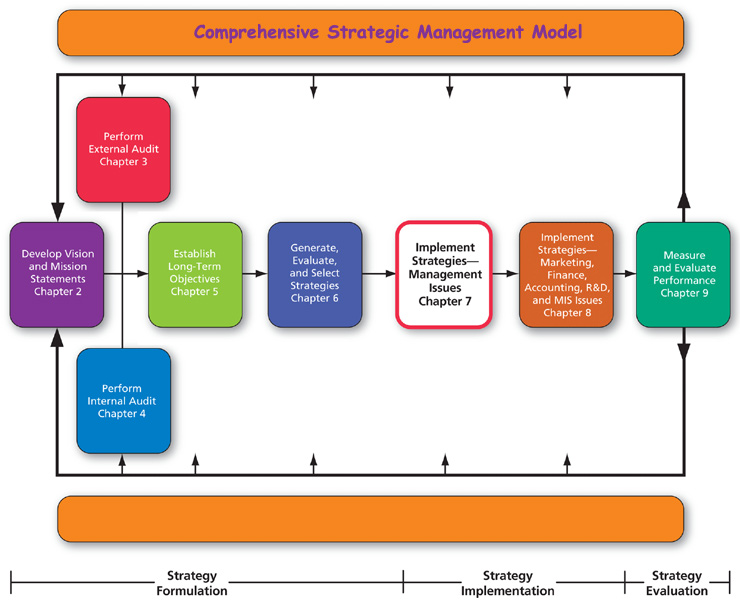 Comprehensive Strategic Management Model
Perform
External Audit
Chapter 3
Develop Vision
and Mission
Statements
Chapter 2
Establish
Long-Term
Objectives
Chapter 5
Generate,
Evaluate,
and Select
Strategies
Chapter 6
Implement
Strategies—
Management
Issues
Chapter 7
Implement
Strategies—
Marketing,
Finance,
Accounting, R&D,
and MIS Issues
Chapter 8
Measure
and Evaluate
Performance
Chapter 9
Perform
Internal Audit
Chapter 4
Strategy
Formulation
Strategy
Implementation
Strategy
Evaluation